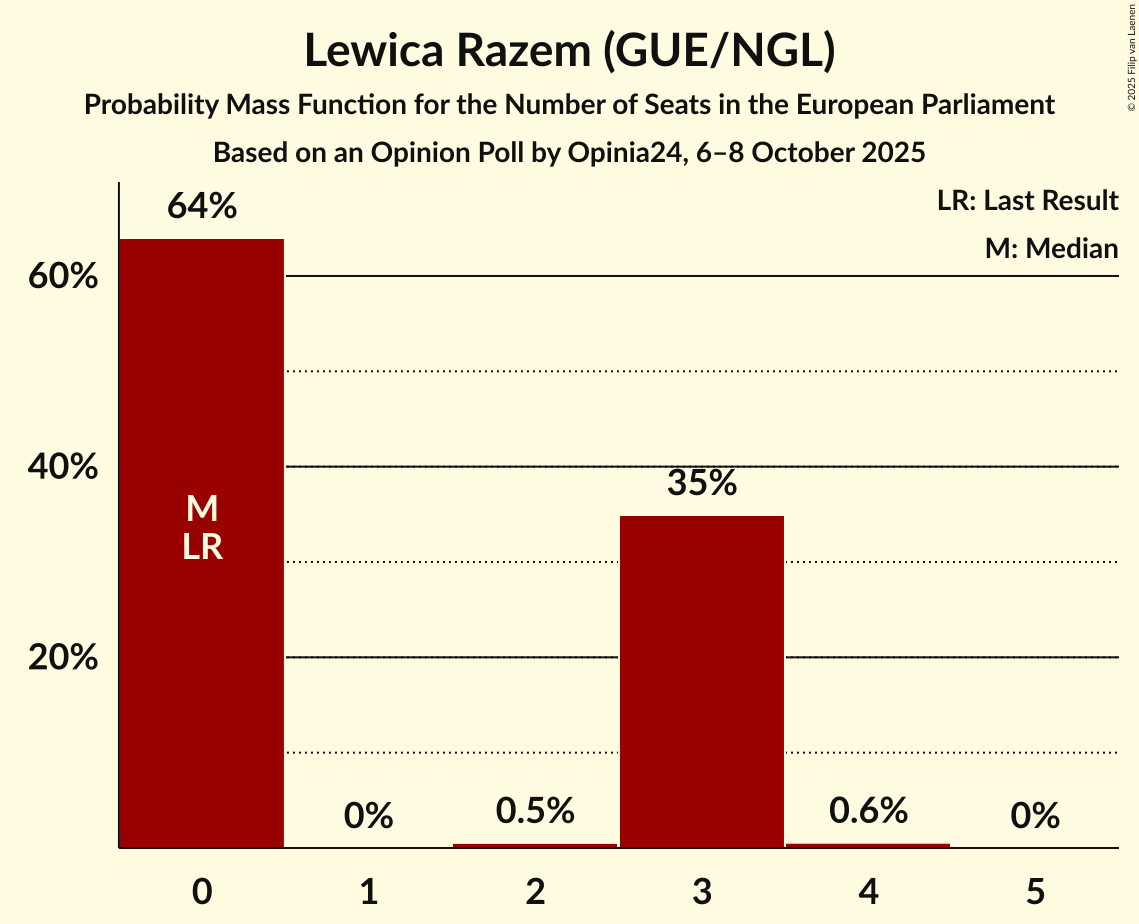 Lewica Razem (GUE/NGL)
Probability Mass Function for the Number of Seats in the European Parliament
Based on an Opinion Poll by Opinia24, 6–8 October 2025
© 2025 Filip van Laenen
LR: Last Result
M: Median
64%
60%
40%
35%
M
LR
20%
0%
0.5%
0.6%
0%
0 1 2 3 4 5